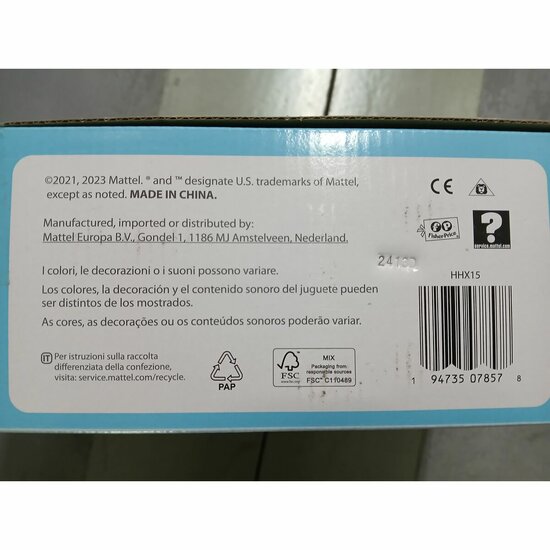 ©2021, 2023 Mattel. ® and ™ designate U.S. trademarks of Mattel,
except as noted. MADE IN CHINA.
CE
Manufactured, imported or distributed by:
Mattel Europa B.V., Gondel 1, 1186 MJ Amstelveen, Nederland.
Fisher-Price
?
service.mattel.com
I colori, le decorazioni o i suoni possono variare.
HHX15
Los colores, la decoración y el contenido sonoro del juguete pueden
ser distintos de los mostrados.
As cores, as decorações ou os conteúdos sonoros poderão variar.
IT Per istruzioni sulla raccolta
differenziata della confezione,
visita: service.mattel.com/recycle.
PAP
FSC
www.fsc.org
MIX
Packaging from
responsible sources
FSC® C110489
1 94735 07857 8